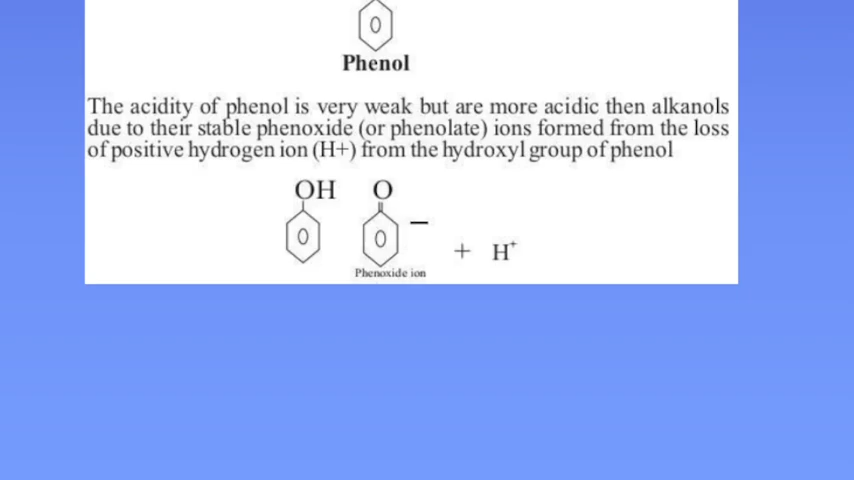 Phenol
The acidity of phenol is very weak but are more acidic then alkanols
due to their stable phenoxide (or phenolate) ions formed from the loss
of positive hydrogen ion (H+) from the hydroxyl group of phenol
OH O
− + H⁺
Phenoxide ion